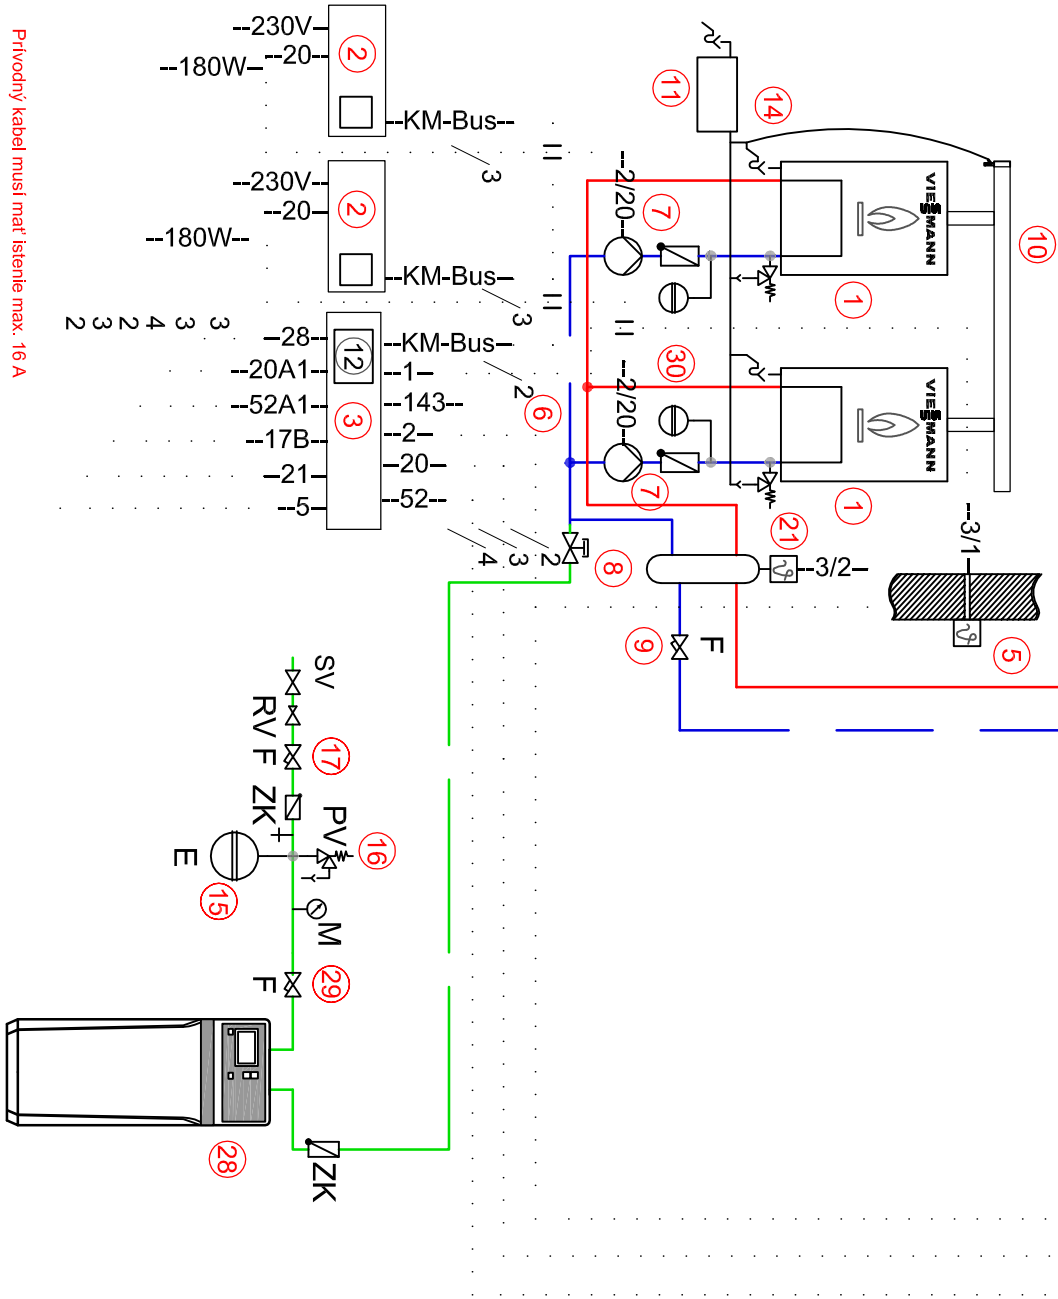 Prívodný kabel musí mať istenie max. 16 A
--230V--
--20--
--180W--
2
--KM-Bus--
3
--230V--
--20--
--180W--
2
--KM-Bus--
3
2 3 2 4 3 3
--28--
--20A1--
--52A1--
--17B--
--21--
--5--
12
3
--KM-Bus--
--1--
--143--
--2--
--20--
--52--
2
2
3
4
11
14
10
VIESSMANN
1
VIESSMANN
1
--2/20--
7
--2/20--
7
30
6
21
--3/2--
--3/1--
5
8
9
F
SV
RV
F
17
ZK
PV
16
E
15
M
F
29
28
ZK